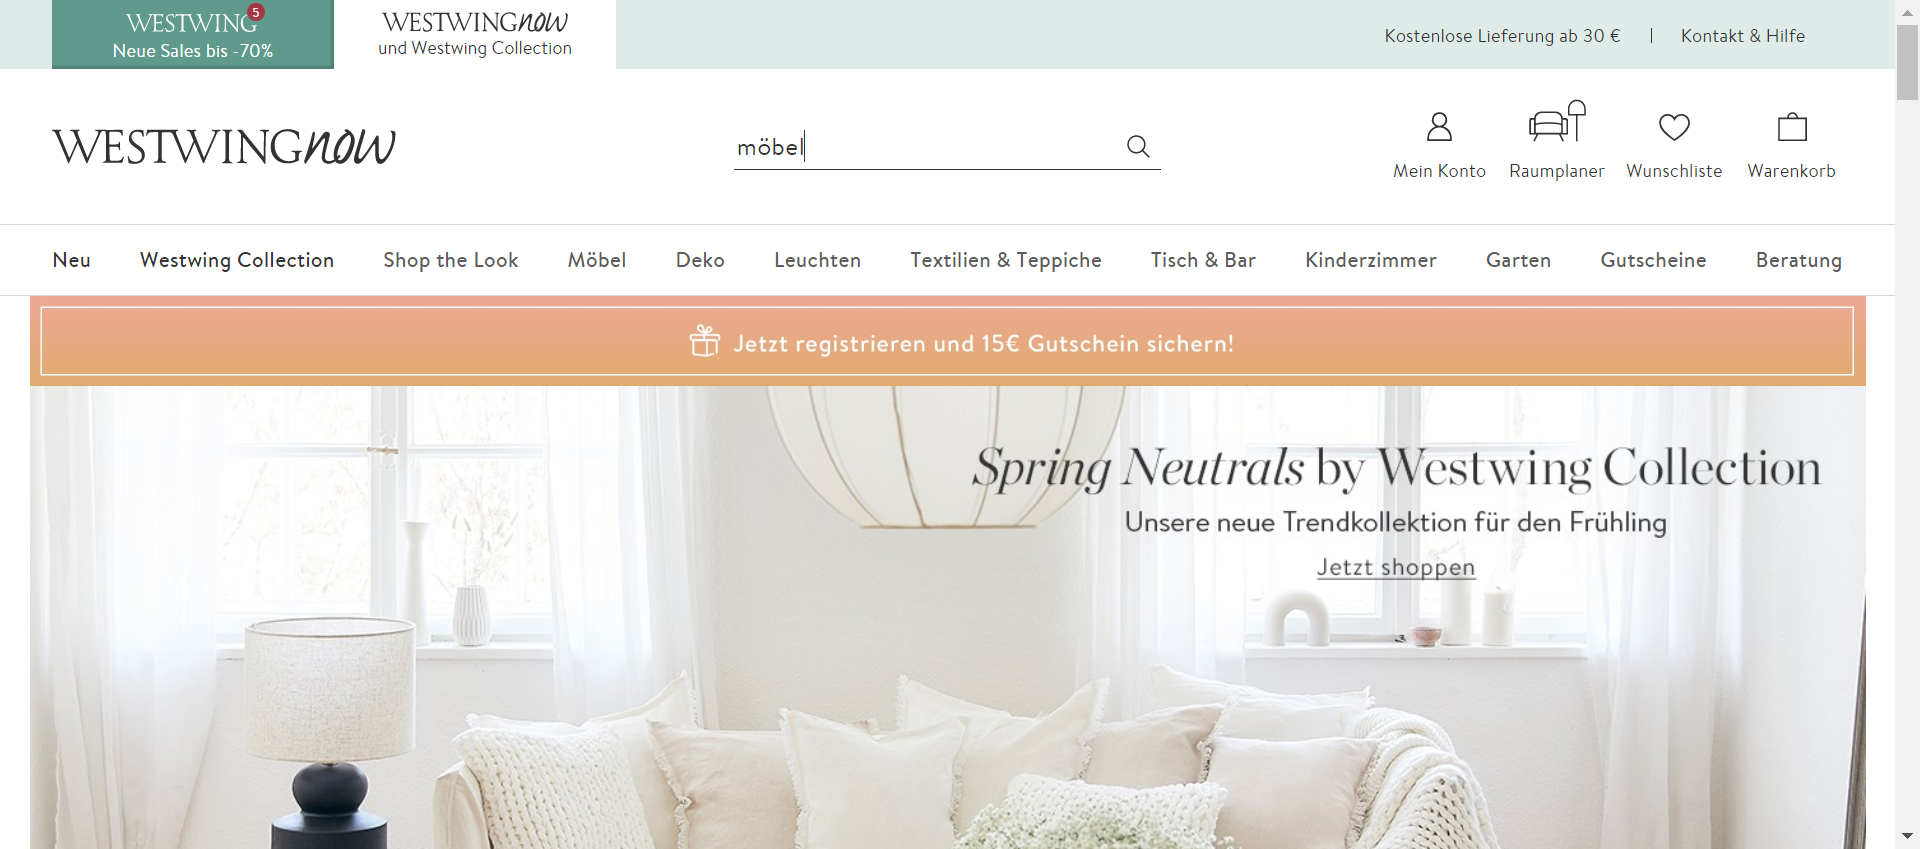 WESTWING 5
Neue Sales bis -70%
WESTWINGnow
und Westwing Collection
Kostenlose Lieferung ab 30 € | Kontakt & Hilfe
WESTWINGnow
möbel
Mein Konto Raumplaner Wunschliste Warenkorb
Neu Westwing Collection Shop the Look Möbel Deko Leuchten Textilien & Teppiche Tisch & Bar Kinderzimmer Garten Gutscheine Beratung
Jetzt registrieren und 15€ Gutschein sichern!
Spring Neutrals by Westwing Collection
Unsere neue Trendkollektion für den Frühling
Jetzt shoppen